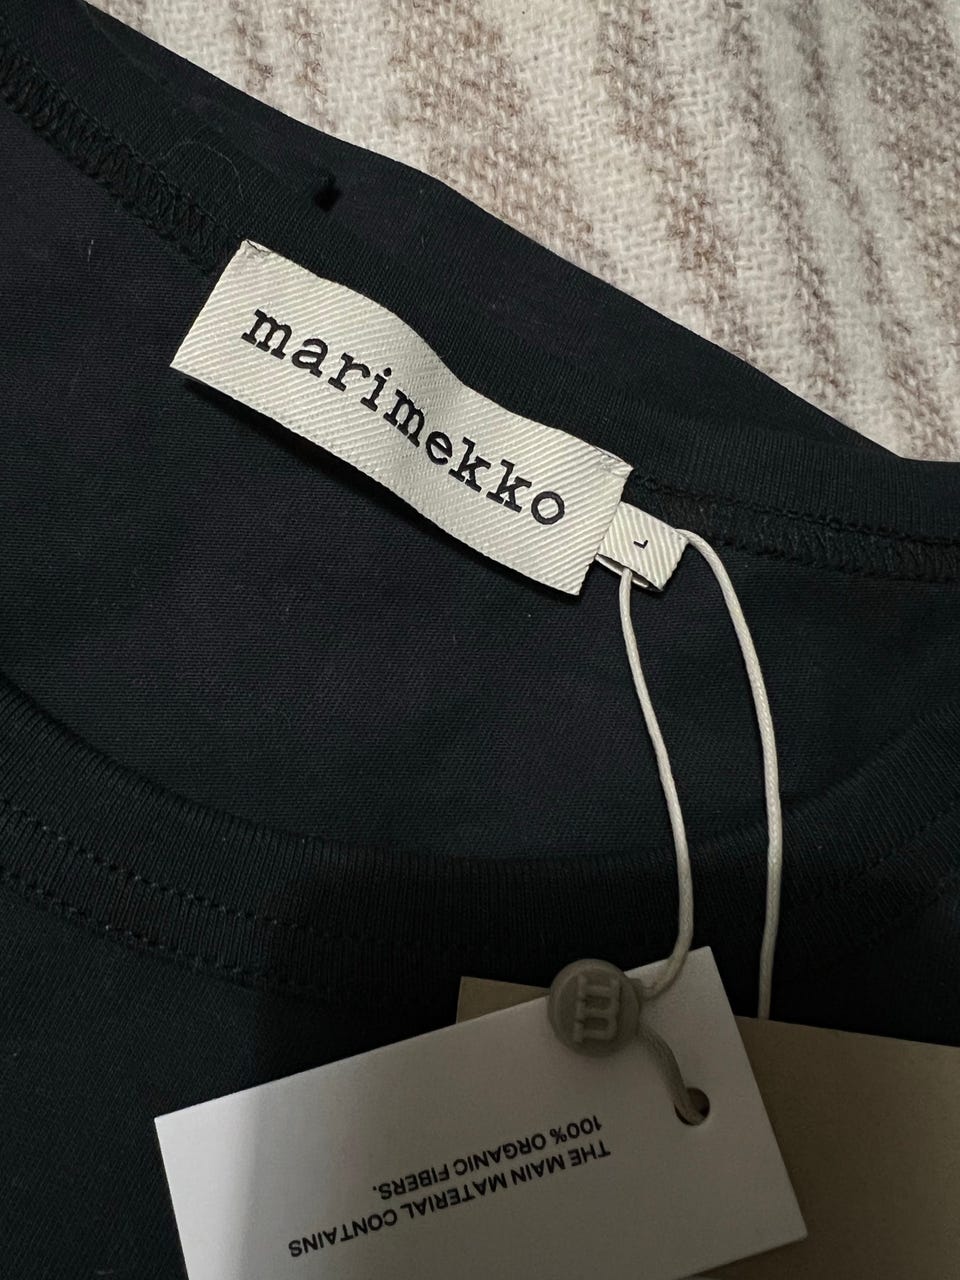 marimekko
L
m
THE MAIN MATERIAL CONTAINS
100% ORGANIC FIBERS.